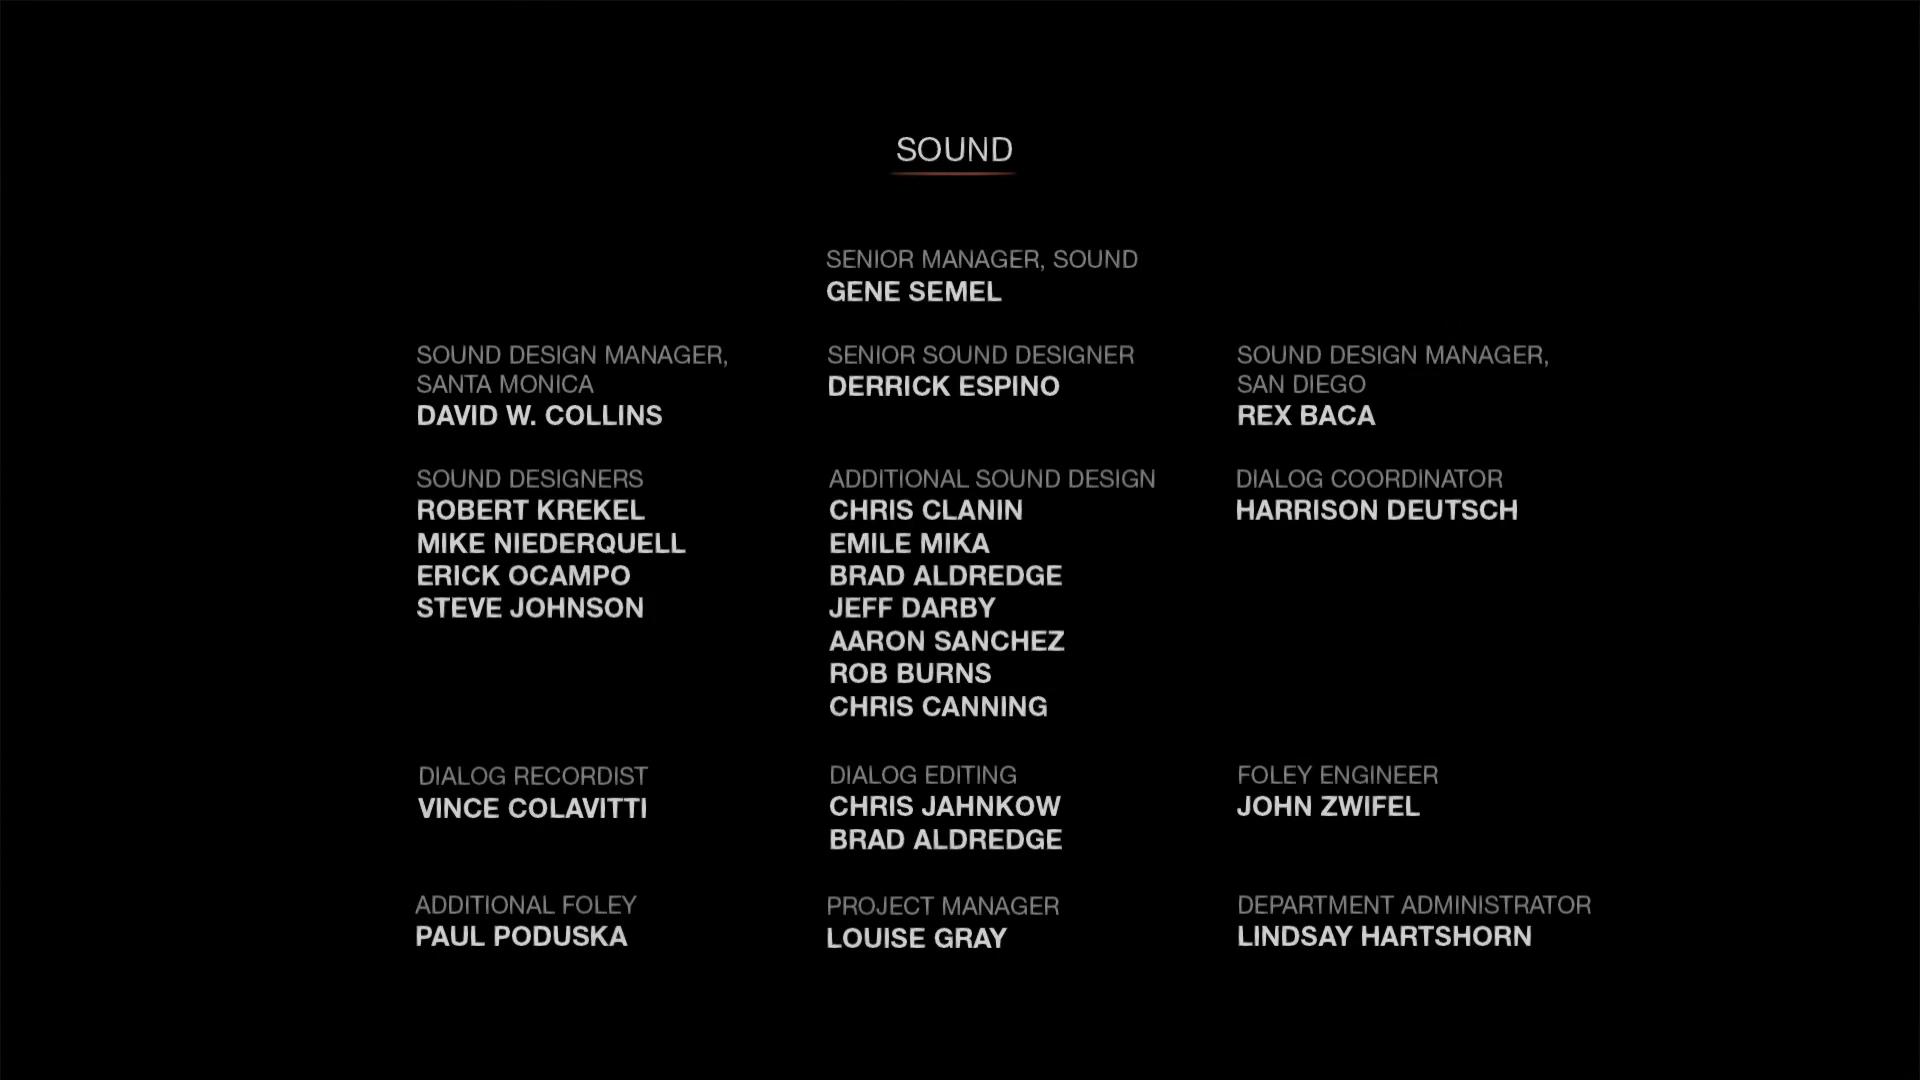 SOUND
SENIOR MANAGER, SOUND
GENE SEMEL
SOUND DESIGN MANAGER,
SANTA MONICA
DAVID W. COLLINS
SENIOR SOUND DESIGNER
DERRICK ESPINO
SOUND DESIGN MANAGER,
SAN DIEGO
REX BACA
SOUND DESIGNERS
ROBERT KREKEL
MIKE NIEDERQUELL
ERICK OCAMPO
STEVE JOHNSON
ADDITIONAL SOUND DESIGN
CHRIS CLANIN
EMILE MIKA
BRAD ALDREDGE
JEFF DARBY
AARON SANCHEZ
ROB BURNS
CHRIS CANNING
DIALOG COORDINATOR
HARRISON DEUTSCH
DIALOG RECORDIST
VINCE COLAVITTI
DIALOG EDITING
CHRIS JAHNKOW
BRAD ALDREDGE
FOLEY ENGINEER
JOHN ZWIFEL
ADDITIONAL FOLEY
PAUL PODUSKA
PROJECT MANAGER
LOUISE GRAY
DEPARTMENT ADMINISTRATOR
LINDSAY HARTSHORN